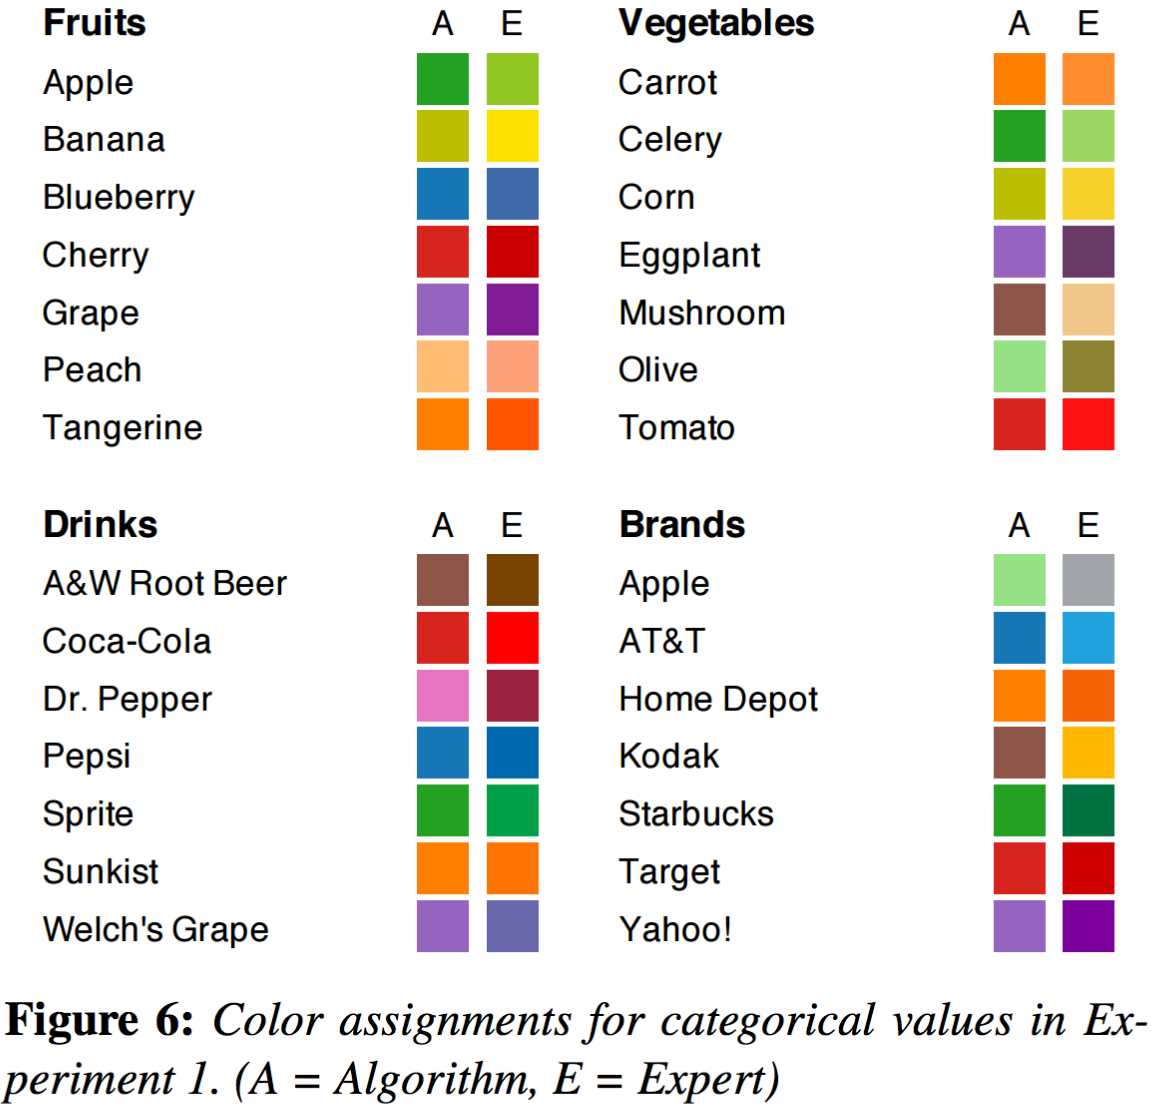 Fruits A E
Apple
Banana
Blueberry
Cherry
Grape
Peach
Tangerine
Vegetables A E
Carrot
Celery
Corn
Eggplant
Mushroom
Olive
Tomato
Drinks A E
A&W Root Beer
Coca-Cola
Dr. Pepper
Pepsi
Sprite
Sunkist
Welch's Grape
Brands A E
Apple
AT&T
Home Depot
Kodak
Starbucks
Target
Yahoo!
Figure 6: Color assignments for categorical values in Ex-
periment 1. (A = Algorithm, E = Expert)